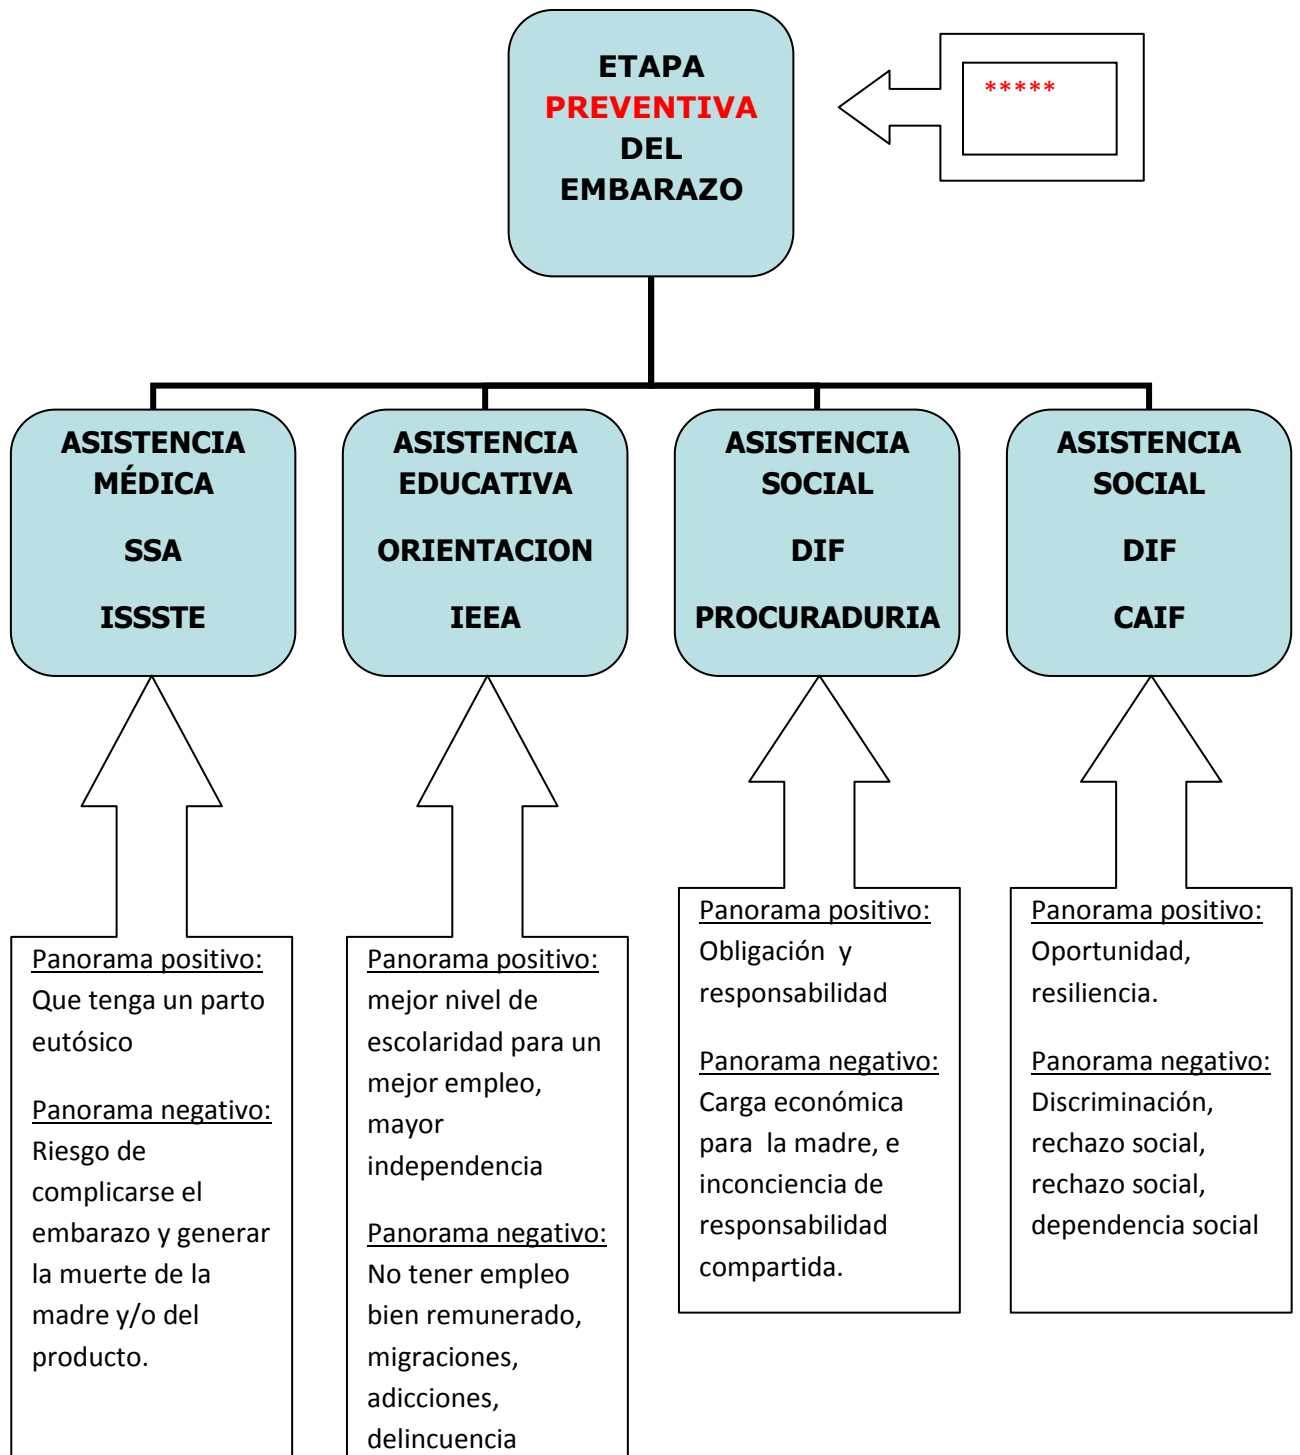 ETAPA
PREVENTIVA
DEL
EMBARAZO
*****
ASISTENCIA
MÉDICA
SSA
ISSSTE
ASISTENCIA
EDUCATIVA
ORIENTACION
IEEA
ASISTENCIA
SOCIAL
DIF
PROCURADURIA
ASISTENCIA
SOCIAL
DIF
CAIF
Panorama positivo:
Que tenga un parto
eutósico
Panorama negativo:
Riesgo de
complicarse el
embarazo y generar
la muerte de la
madre y/o del
producto.
Panorama positivo:
mejor nivel de
escolaridad para un
mejor empleo,
mayor
independencia
Panorama negativo:
No tener empleo
bien remunerado,
migraciones,
adicciones,
delincuencia
Panorama positivo:
Obligación y
responsabilidad
Panorama negativo:
Carga económica
para la madre, e
inconciencia de
responsabilidad
compartida.
Panorama positivo:
Oportunidad,
resiliencia.
Panorama negativo:
Discriminación,
rechazo social,
rechazo social,
dependencia social